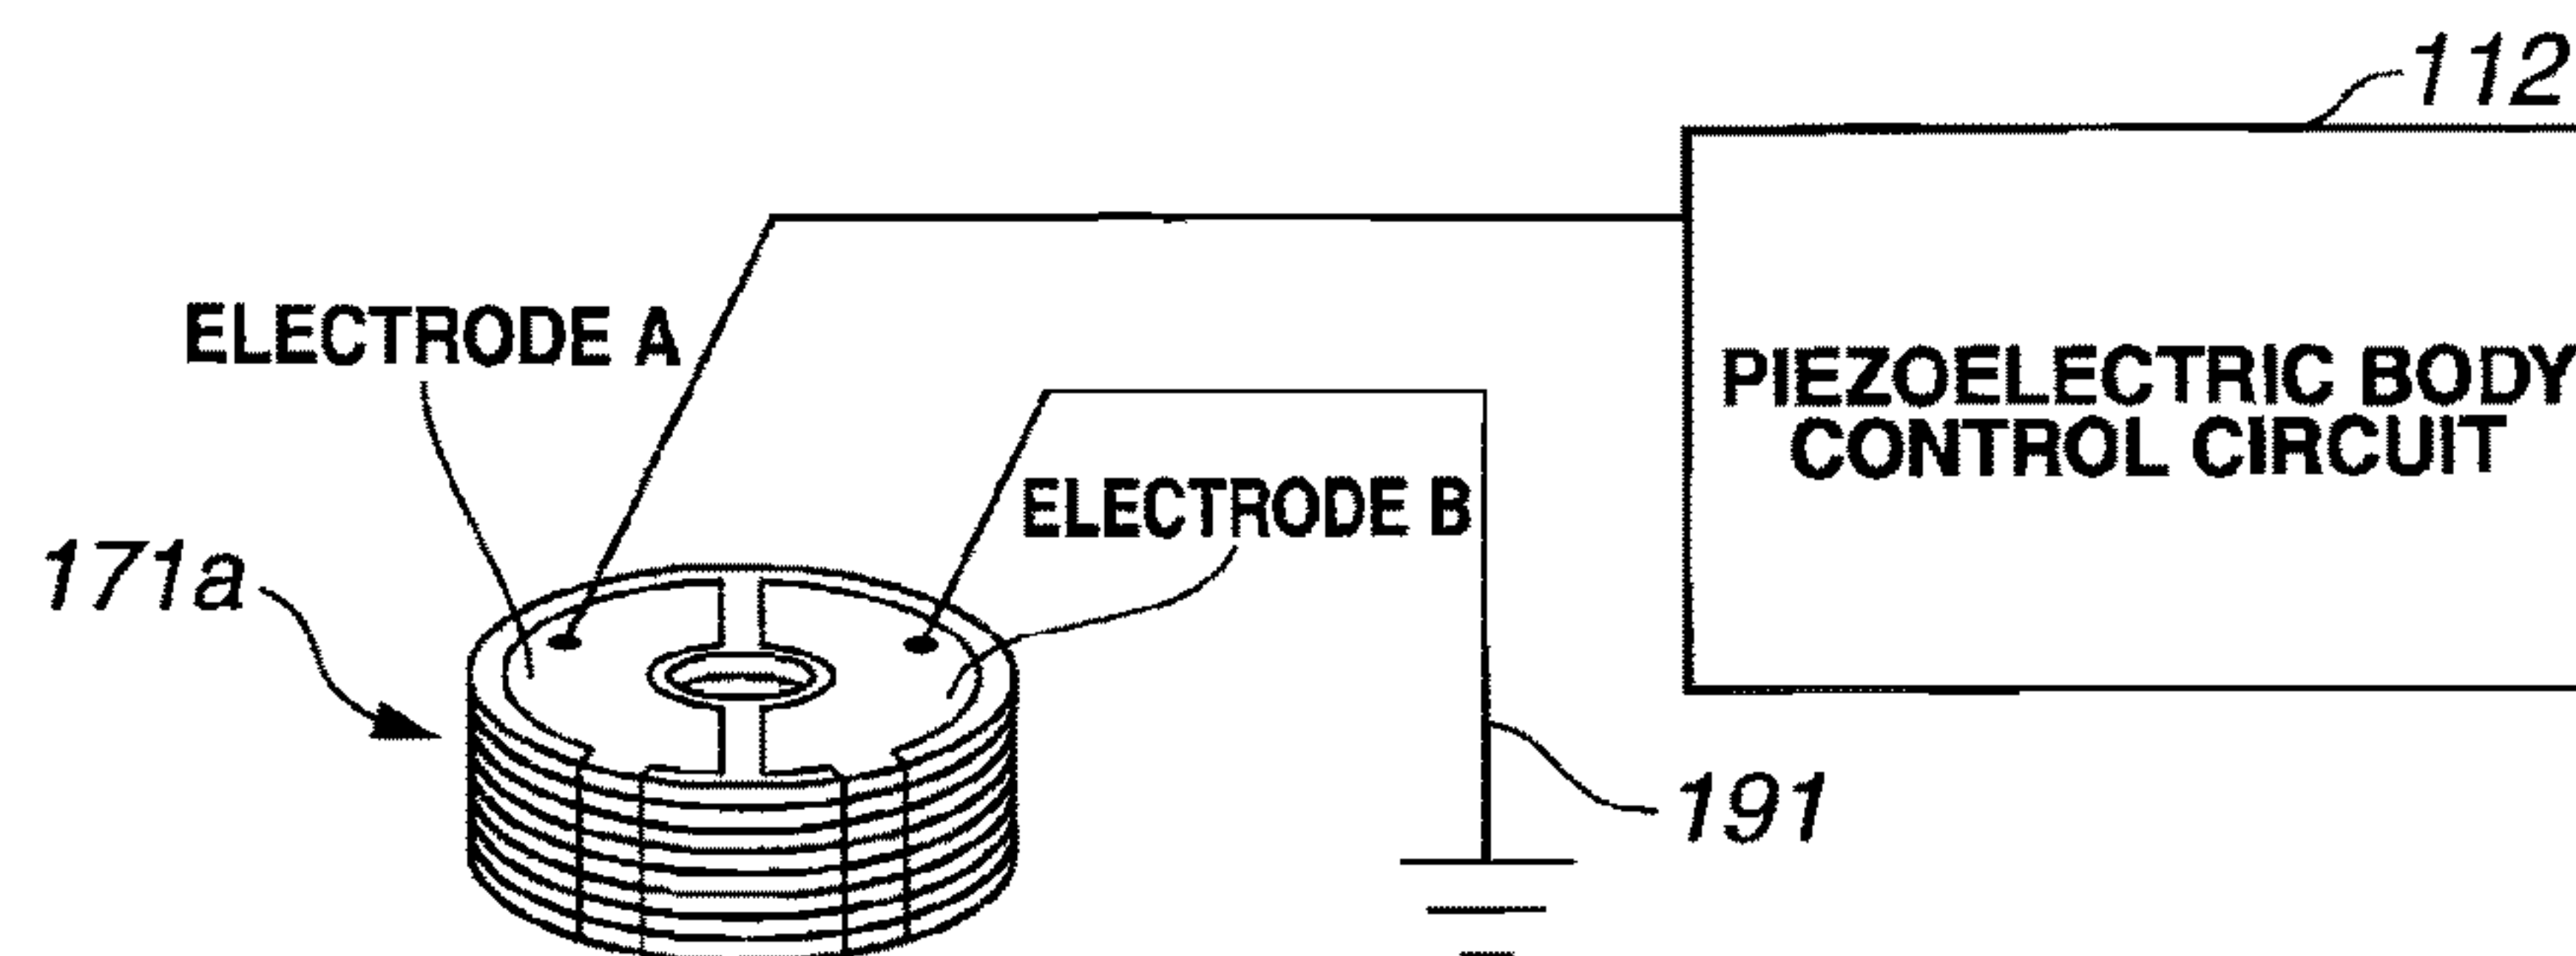 112
ELECTRODE A
PIEZOELECTRIC BODY
CONTROL CIRCUIT
ELECTRODE B
171a
191